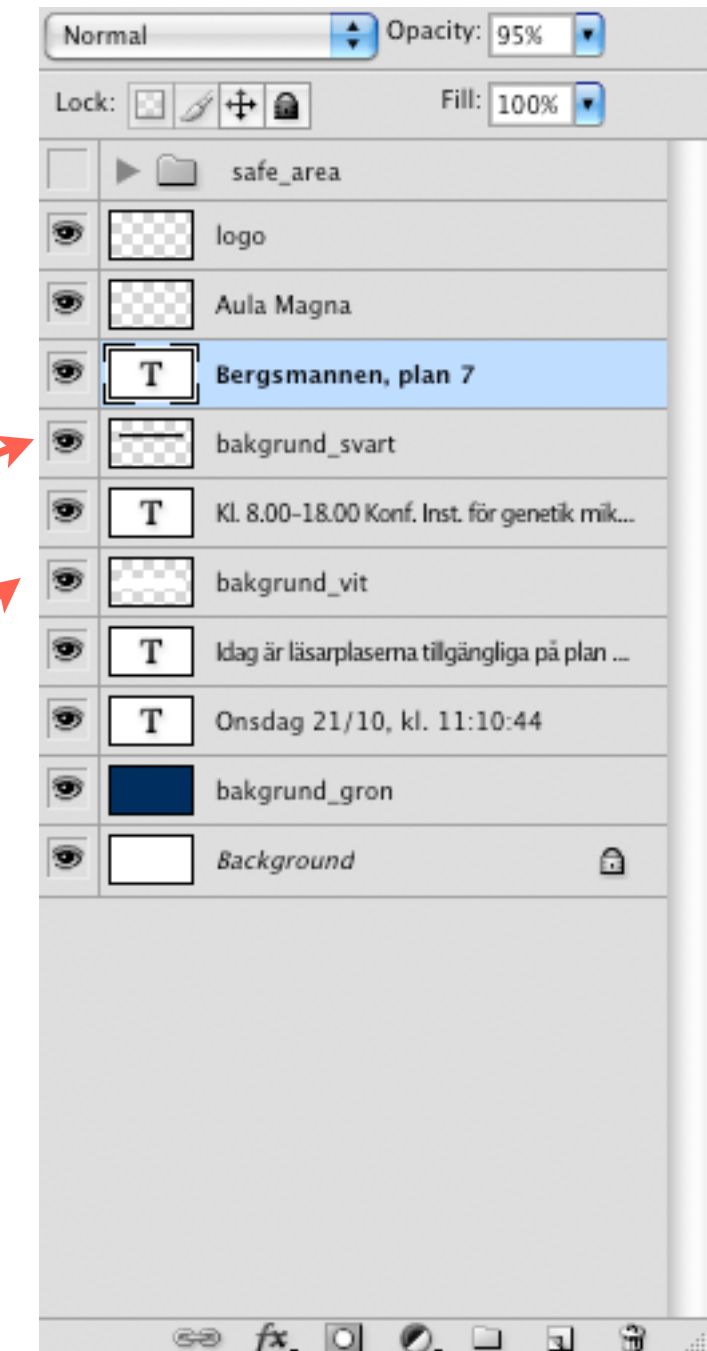 Normal Opacity: 95%
Lock: Fill: 100%
safe_area
logo
Aula Magna
T Bergsmannen, plan 7
bakgrund_svart
T Kl. 8.00-18.00 Konf. Inst. för genetik mik...
bakgrund_vit
T Idag är läsarplaserna tillgängliga på plan ...
T Onsdag 21/10, kl. 11:10:44
bakgrund_gron
Background
fx.